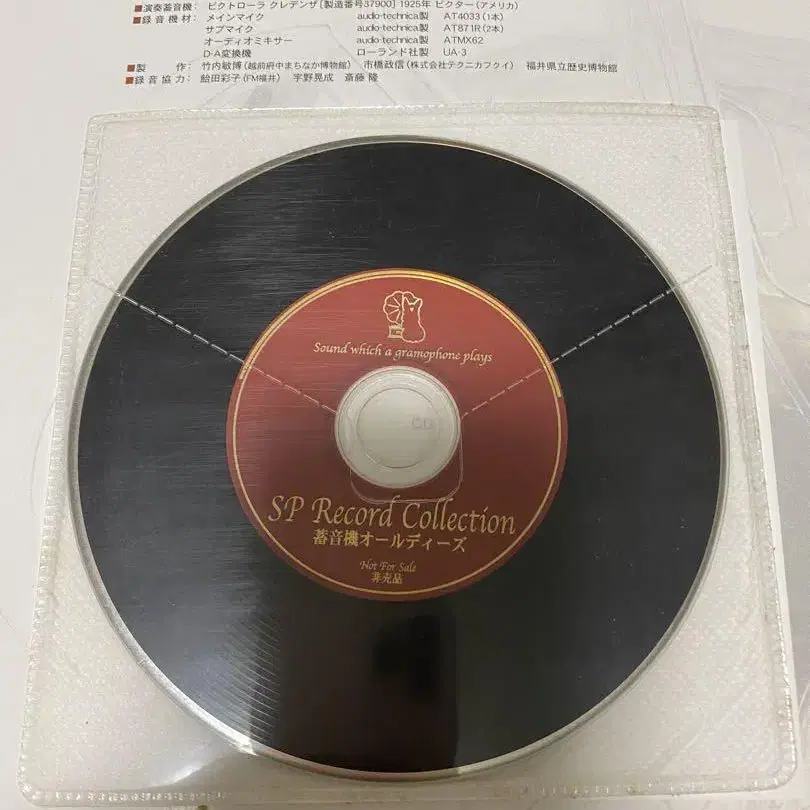 ■演奏蓄音機： ビクトローラ クレデンザ [製造番号37900] 1925年 ビクター（アメリカ）
■録音機材： メインマイク audio-technica製 AT4033（1本）
サブマイク audio-technica製 AT871R（2本）
オーディオミキサー audio-technica製 ATMX62
D-A変換機 ローランド社製 UA-3
■製　　作： 竹内敏博（越前府中まちなか博物館） 市橋政信（株式会社テクニカフクイ） 福井県立歴史博物館
■録音協力： 飴田彩子（FM福井） 宇野晃成 斎藤 隆
Sound which a gramophone plays
SP Record Collection
蓄音機オールディーズ
Not For Sale
非売品